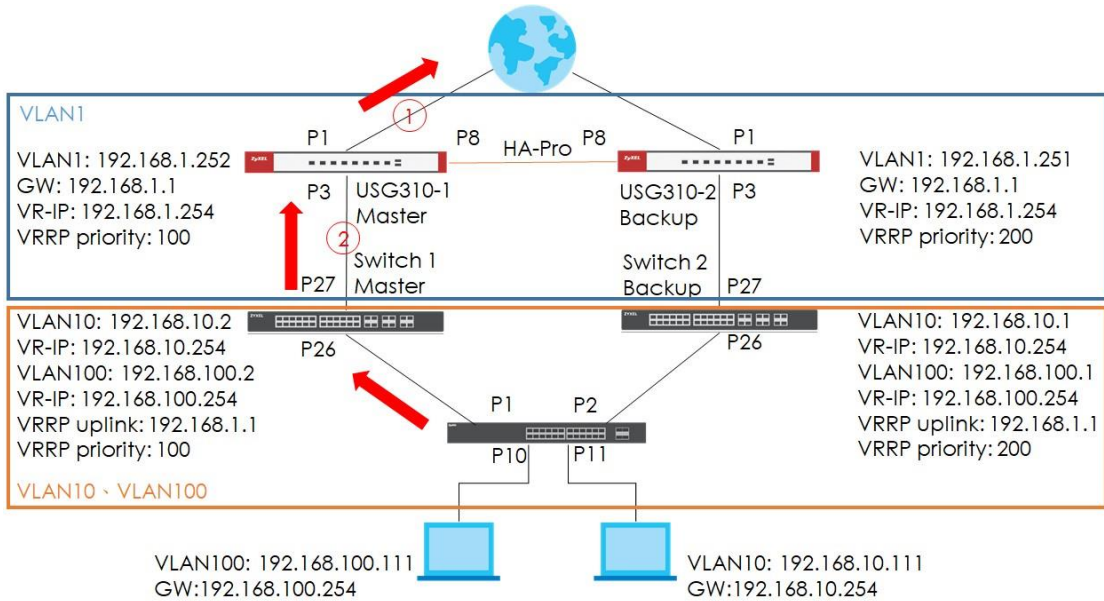 VLAN1
VLAN1: 192.168.1.252
GW: 192.168.1.1
VR-IP: 192.168.1.254
VRRP priority: 100
1
P1
P8
HA-Pro
P8
P1
ZyXEL
ZyXEL
P3
USG310-1
Master
USG310-2
Backup
P3
VLAN1: 192.168.1.251
GW: 192.168.1.1
VR-IP: 192.168.1.254
VRRP priority: 200
2
Switch 1
Master
P27
Switch 2
Backup
P27
VLAN10: 192.168.10.2
VR-IP: 192.168.10.254
VLAN100: 192.168.100.2
VR-IP: 192.168.100.254
VRRP uplink: 192.168.1.1
VRRP priority: 100
VLAN10、VLAN100
ZYXEL
P26
ZYXEL
P26
P1
P2
P10
P11
VLAN10: 192.168.10.1
VR-IP: 192.168.10.254
VLAN100: 192.168.100.1
VR-IP: 192.168.100.254
VRRP uplink: 192.168.1.1
VRRP priority: 200
VLAN100: 192.168.100.111
GW:192.168.100.254
VLAN10: 192.168.10.111
GW:192.168.10.254